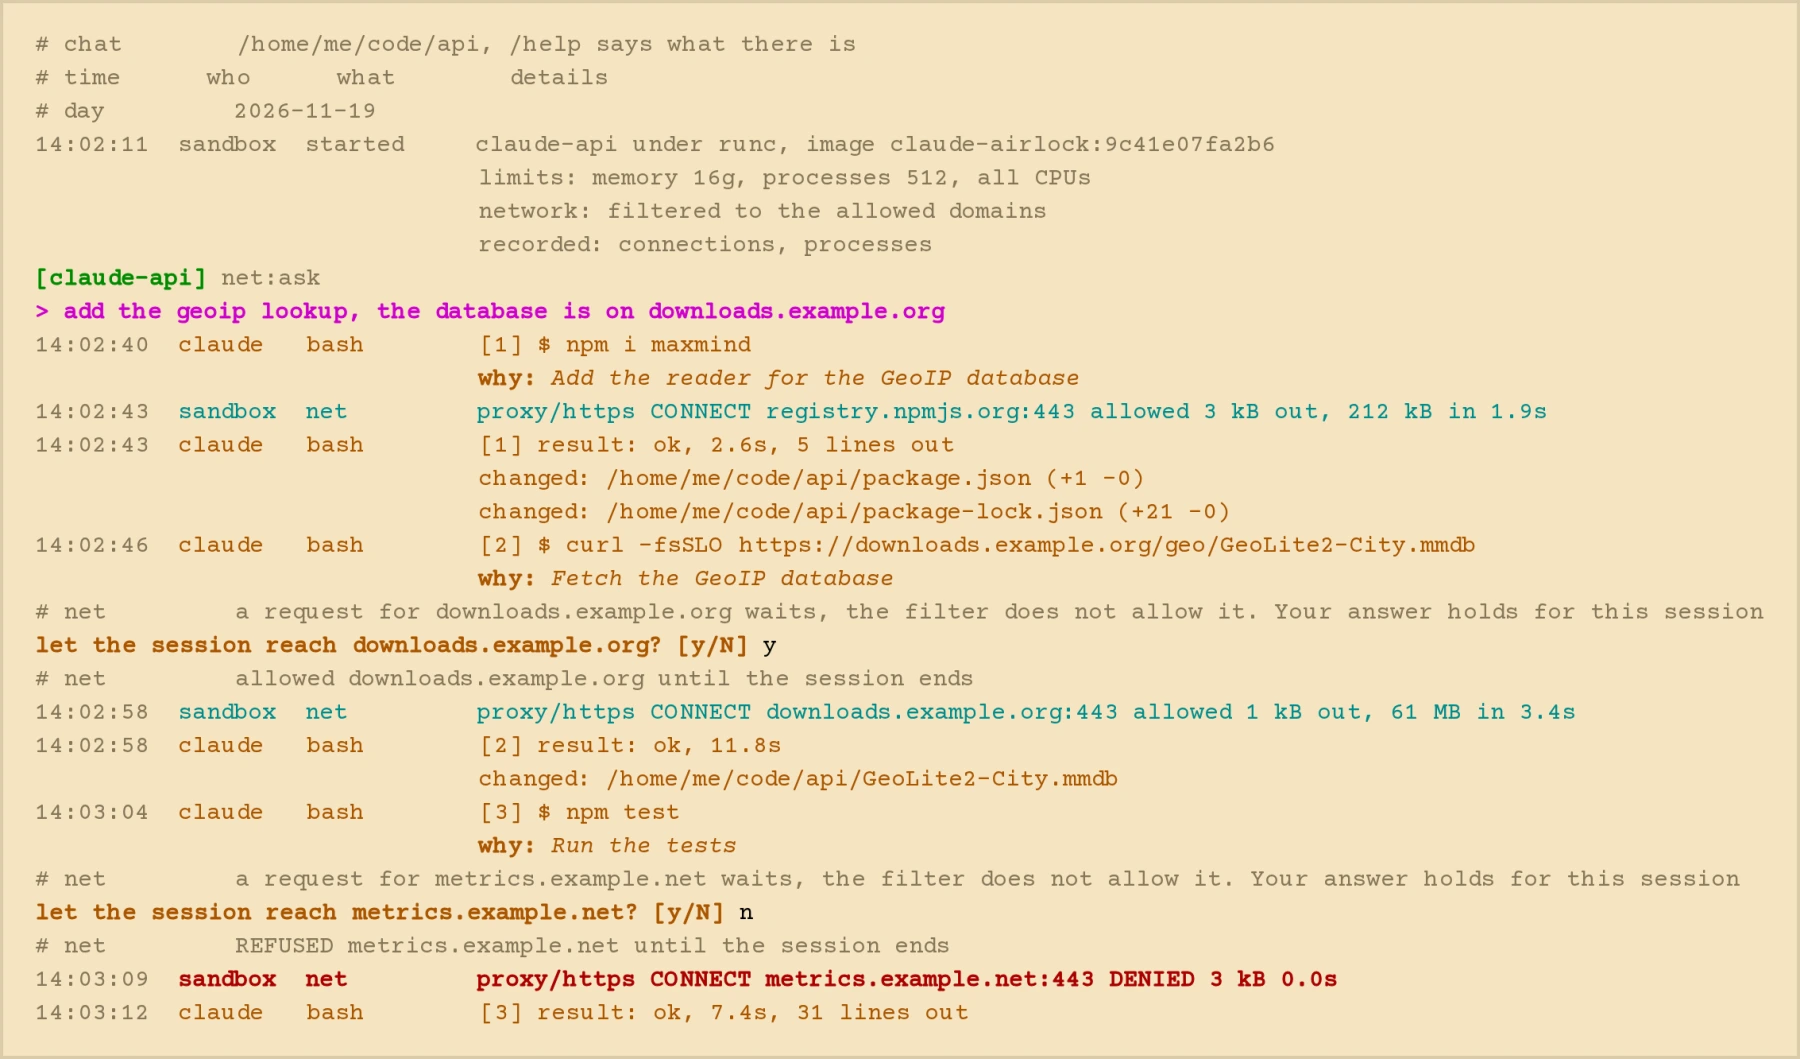 # chat /home/me/code/api, /help says what there is
# time who what details
# day 2026-11-19
14:02:11 sandbox started claude-api under runc, image claude-airlock:9c41e07fa2b6
limits: memory 16g, processes 512, all CPUs
network: filtered to the allowed domains
recorded: connections, processes
[claude-api] net:ask
> add the geoip lookup, the database is on downloads.example.org
14:02:40 claude bash [1] $ npm i maxmind
why: Add the reader for the GeoIP database
14:02:43 sandbox net proxy/https CONNECT registry.npmjs.org:443 allowed 3 kB out, 212 kB in 1.9s
14:02:43 claude bash [1] result: ok, 2.6s, 5 lines out
changed: /home/me/code/api/package.json (+1 -0)
changed: /home/me/code/api/package-lock.json (+21 -0)
14:02:46 claude bash [2] $ curl -fsSLO https://downloads.example.org/geo/GeoLite2-City.mmdb
why: Fetch the GeoIP database
# net a request for downloads.example.org waits, the filter does not allow it. Your answer holds for this session
let the session reach downloads.example.org? [y/N] y
# net allowed downloads.example.org until the session ends
14:02:58 sandbox net proxy/https CONNECT downloads.example.org:443 allowed 1 kB out, 61 MB in 3.4s
14:02:58 claude bash [2] result: ok, 11.8s
changed: /home/me/code/api/GeoLite2-City.mmdb
14:03:04 claude bash [3] $ npm test
why: Run the tests
# net a request for metrics.example.net waits, the filter does not allow it. Your answer holds for this session
let the session reach metrics.example.net? [y/N] n
# net REFUSED metrics.example.net until the session ends
14:03:09 sandbox net proxy/https CONNECT metrics.example.net:443 DENIED 3 kB 0.0s
14:03:12 claude bash [3] result: ok, 7.4s, 31 lines out